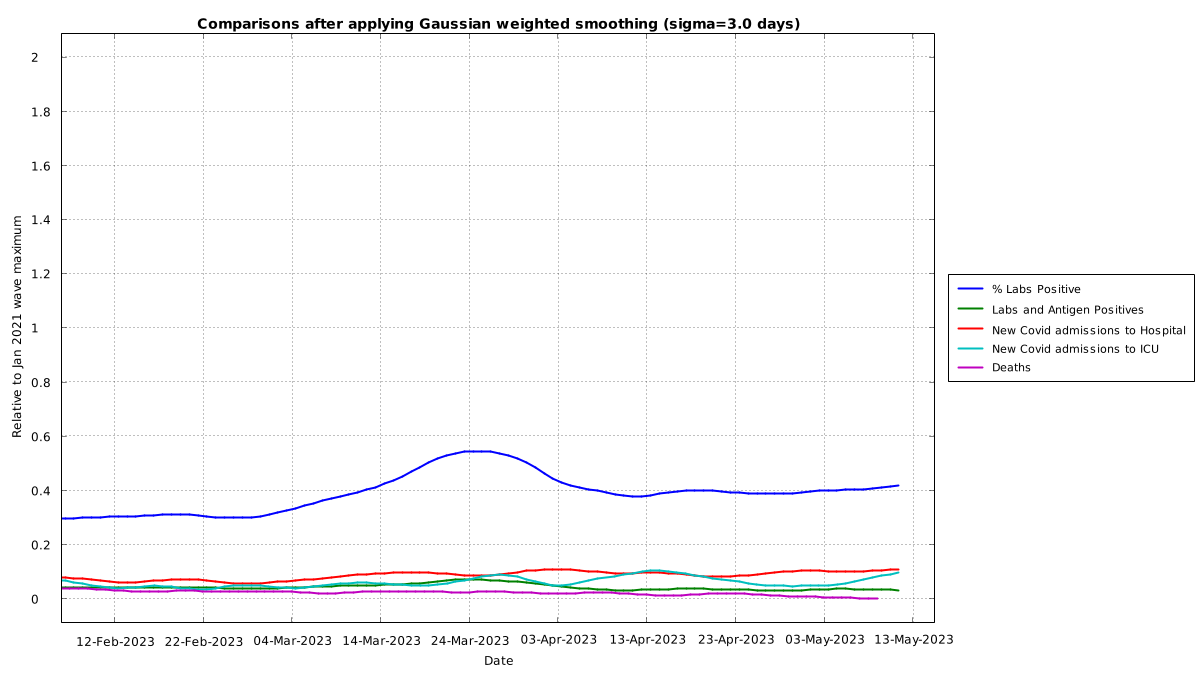 Comparisons after applying Gaussian weighted smoothing (sigma=3.0 days)
Relative to Jan 2021 wave maximum
2
1.8
1.6
1.4
1.2
1
0.8
0.6
0.4
0.2
0
12-Feb-2023 22-Feb-2023 04-Mar-2023 14-Mar-2023 24-Mar-2023 03-Apr-2023 13-Apr-2023 23-Apr-2023 03-May-2023 13-May-2023
Date
% Labs Positive
Labs and Antigen Positives
New Covid admissions to Hospital
New Covid admissions to ICU
Deaths